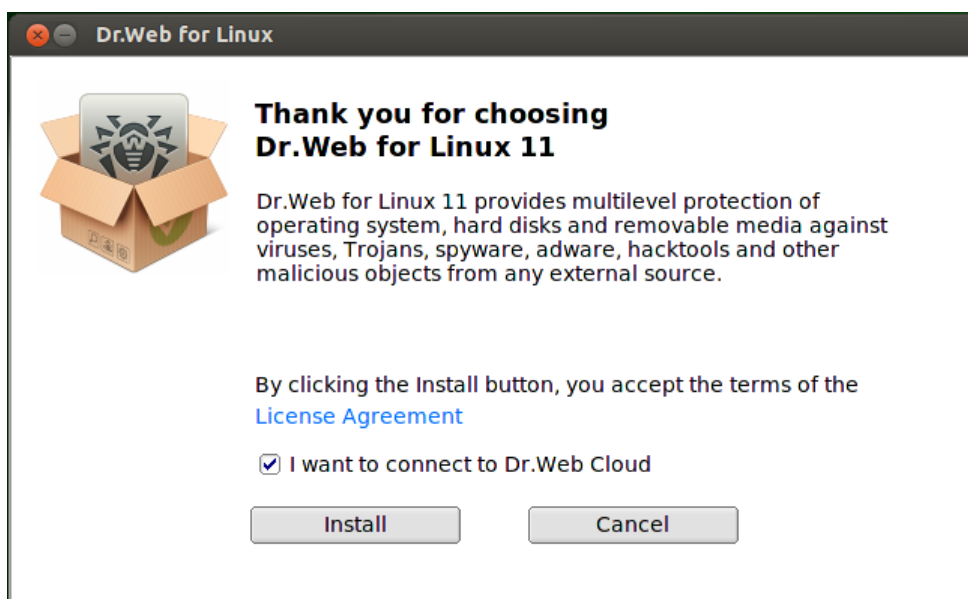 Dr.Web for Linux
Thank you for choosing
Dr.Web for Linux 11
Dr.Web for Linux 11 provides multilevel protection of
operating system, hard disks and removable media against
viruses, Trojans, spyware, adware, hacktools and other
malicious objects from any external source.
By clicking the Install button, you accept the terms of the
License Agreement
I want to connect to Dr.Web Cloud
Install
Cancel